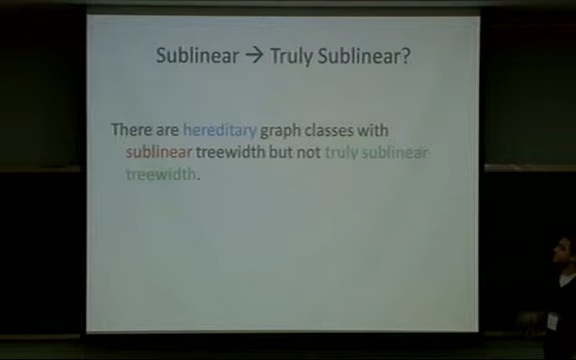 Sublinear → Truly Sublinear?
There are hereditary graph classes with
sublinear treewidth but not truly sublinear
treewidth.